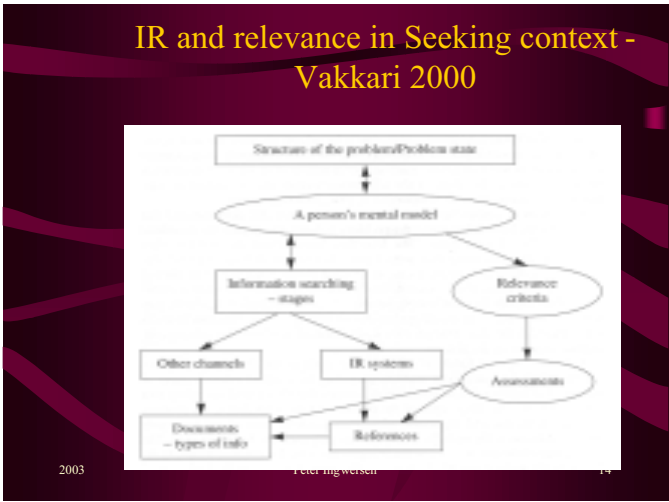 IR and relevance in Seeking context -
Vakkari 2000
Structure of the problem/Problem state
A person's mental model
Information searching
– stages
Relevance
criteria
Other channels
IR systems
Assessments
Documents
– types of info
References
2003
Peter Ingwersen
14